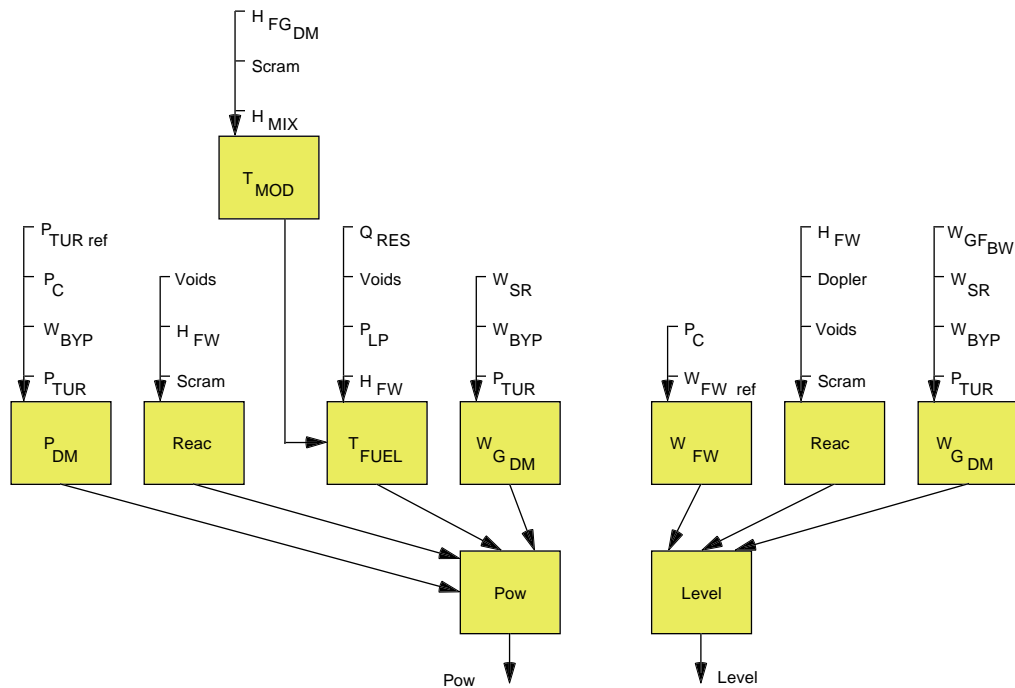 H FG DM
Scram
H MIX
T MOD
P TUR ref
P C
W BYP
P TUR
P DM
Voids
H FW
Scram
Reac
Q RES
Voids
P LP
H FW
T FUEL
W SR
W BYP
P TUR
W G DM
P C
W FW ref
W FW
H FW
Dopler
Voids
Scram
Reac
W GF BW
W SR
W BYP
P TUR
W G DM
Pow
Level
Pow
Level